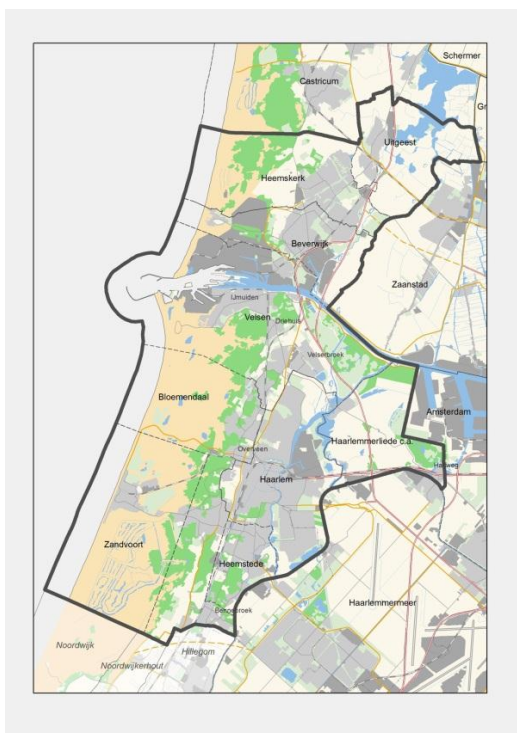 Schermer
Castricum
Gr
Uitgeest
Heemskerk
Beverwijk
Zaanstad
IJmuiden
Velsen
Driehuis
Velserbroek
Bloemendaal
Amsterdam
Haarlemmerliede c.a.
Overveen
Halfweg
Haarlem
Zandvoort
Heemstede
Haarlemmermeer
Bennebroek
Noordwijk
Hillegom
Noordwijkerhout